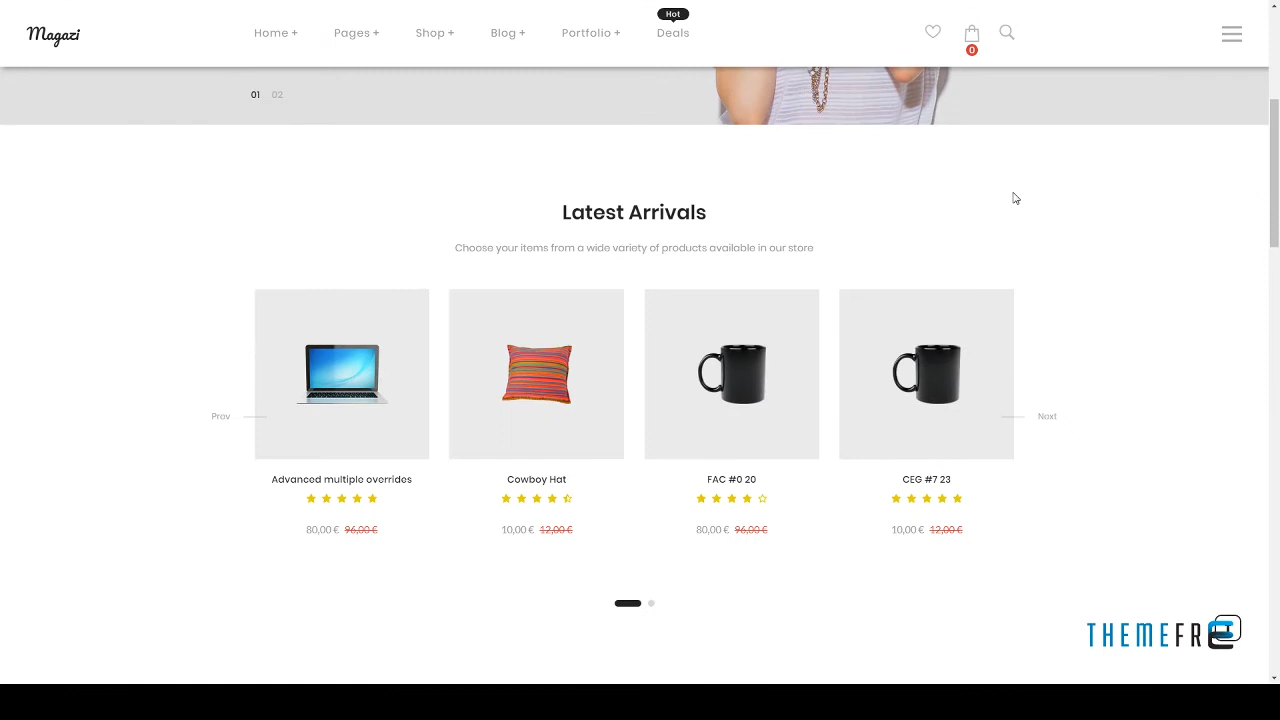 Hot
Magazi
Home +
Pages +
Shop +
Blog +
Portfolio +
Deals
0
01 02
Latest Arrivals
Choose your items from a wide variety of products available in our store
Prev
Next
Advanced multiple overrides
Cowboy Hat
FAC #0 20
CEG #7 23
80,00 € 96,00 €
10,00 € 12,00 €
80,00 € 96,00 €
10,00 € 12,00 €
THEMEFRE